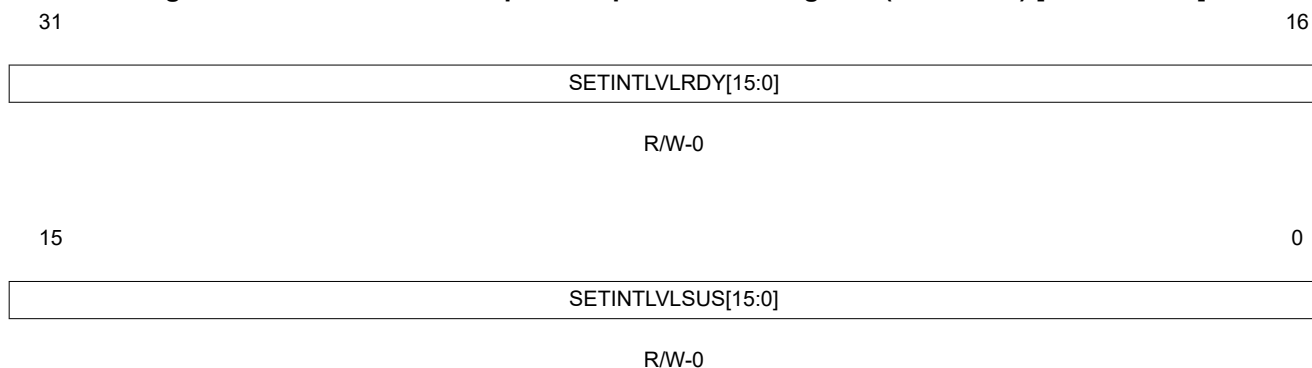 31 16
SETINTLVLRDY[15:0]
R/W-0
15 0
SETINTLVLSUS[15:0]
R/W-0